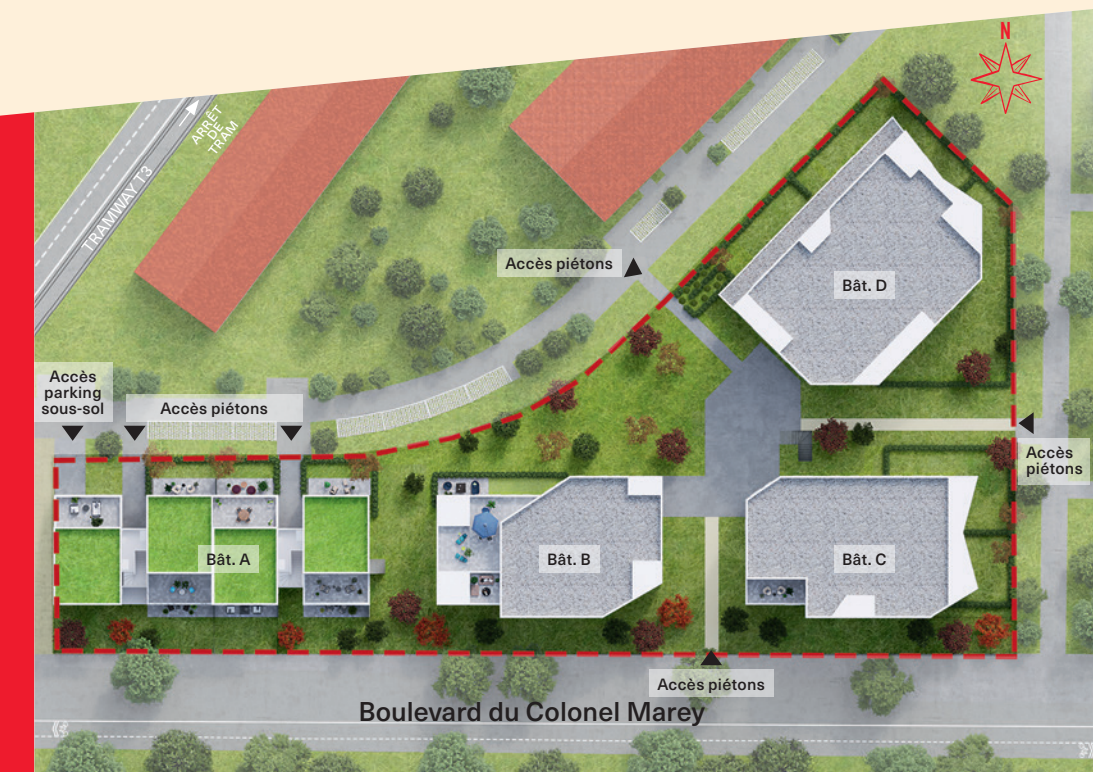 N
ARRÊT
DE
TRAM
TRAMWAY T3
Accès piétons
Bât. D
Accès
parking
sous-sol
Accès piétons
Accès
piétons
Bât. A
Bât. B
Bât. C
Accès piétons
Boulevard du Colonel Marey